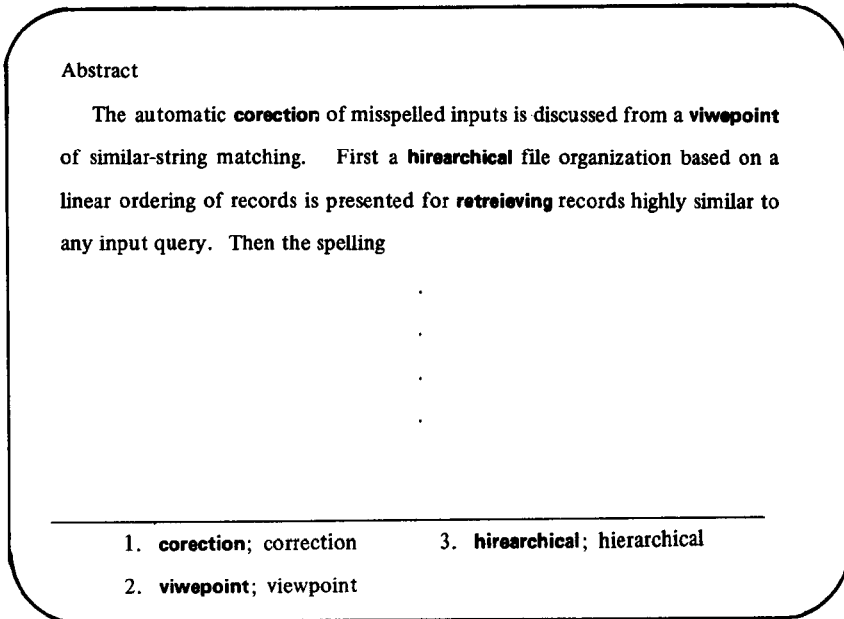 Abstract
The automatic corection of misspelled inputs is discussed from a viwepoint
of similar-string matching. First a hirearchical file organization based on a
linear ordering of records is presented for retreieving records highly similar to
any input query. Then the spelling
.
.
.
.
1. corection; correction 3. hirearchical; hierarchical
2. viwepoint; viewpoint